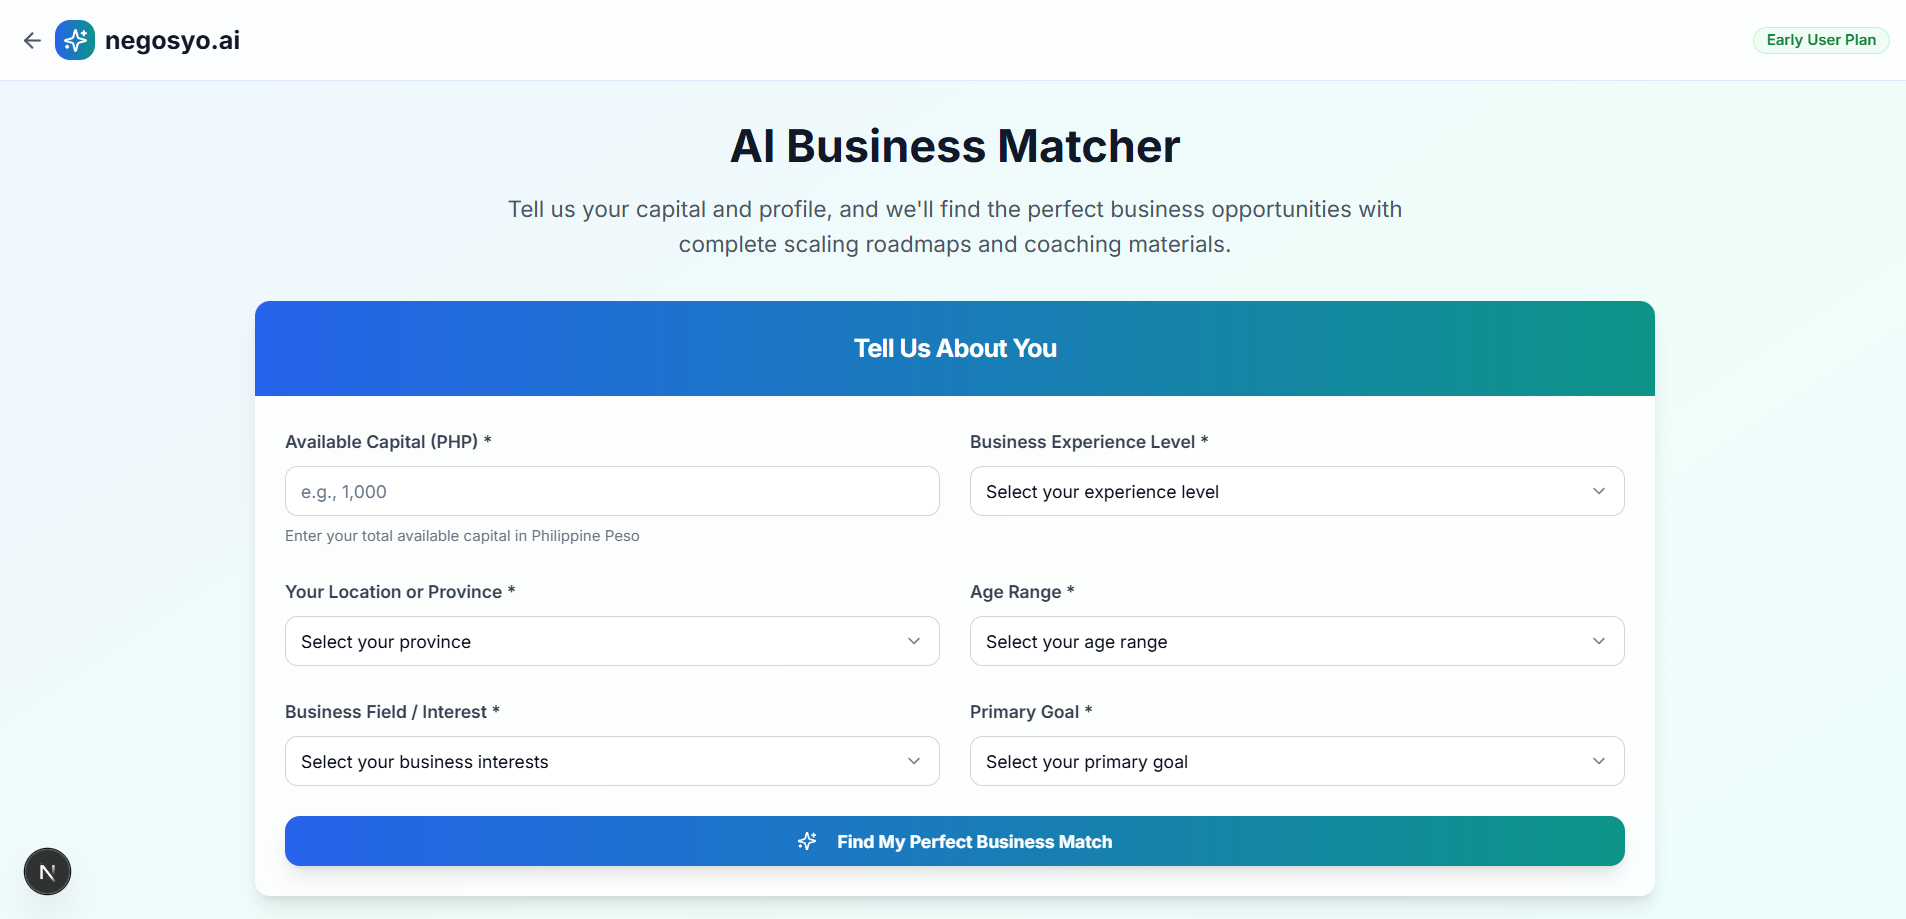 negosyo.ai
Early User Plan
AI Business Matcher
Tell us your capital and profile, and we'll find the perfect business opportunities with
complete scaling roadmaps and coaching materials.
Tell Us About You
Available Capital (PHP) *
e.g., 1,000
Enter your total available capital in Philippine Peso
Business Experience Level *
Select your experience level
Your Location or Province *
Select your province
Age Range *
Select your age range
Business Field / Interest *
Select your business interests
Primary Goal *
Select your primary goal
Find My Perfect Business Match
N